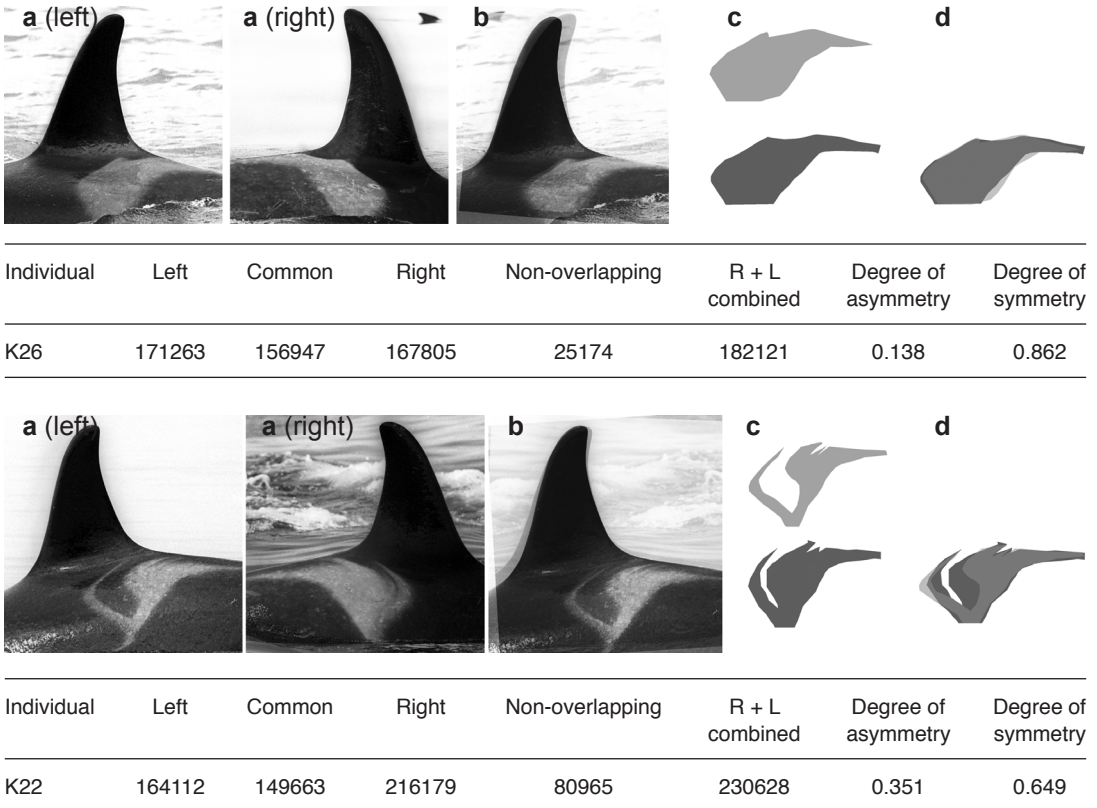 a (left) a (right) b c d
Individual Left Common Right Non-overlapping R + L combined Degree of asymmetry Degree of symmetry
K26 171263 156947 167805 25174 182121 0.138 0.862
a (left) a (right) b c d
Individual Left Common Right Non-overlapping R + L combined Degree of asymmetry Degree of symmetry
K22 164112 149663 216179 80965 230628 0.351 0.649